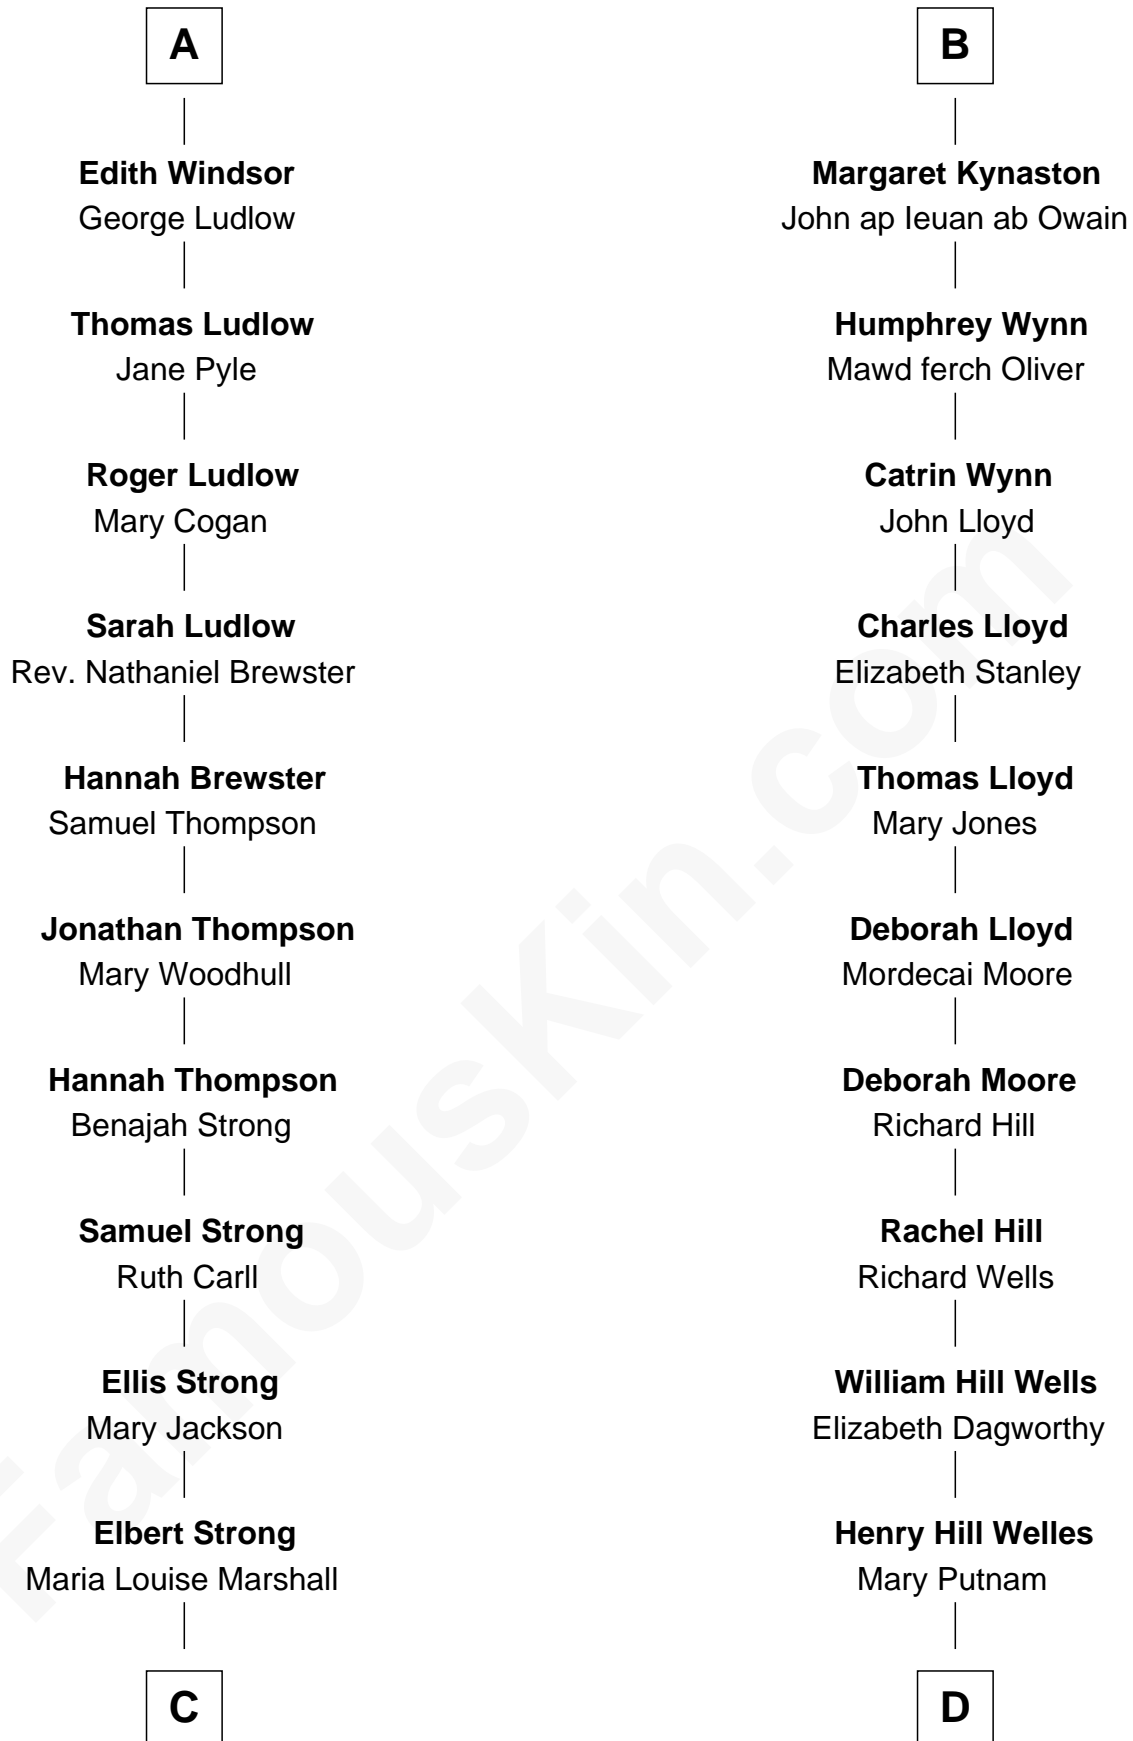 A
Edith Windsor
George Ludlow
Thomas Ludlow
Jane Pyle
Roger Ludlow
Mary Cogan
Sarah Ludlow
Rev. Nathaniel Brewster
Hannah Brewster
Samuel Thompson
Jonathan Thompson
Mary Woodhull
Hannah Thompson
Benajah Strong
Samuel Strong
Ruth Carll
Ellis Strong
Mary Jackson
Elbert Strong
Maria Louise Marshall
C
B
Margaret Kynaston
John ap Ieuan ab Owain
Humphrey Wynn
Mawd ferch Oliver
Catrin Wynn
John Lloyd
Charles Lloyd
Elizabeth Stanley
Thomas Lloyd
Mary Jones
Deborah Lloyd
Mordecai Moore
Deborah Moore
Richard Hill
Rachel Hill
Richard Wells
William Hill Wells
Elizabeth Dagworthy
Henry Hill Welles
Mary Putnam
D
FamousKin.com